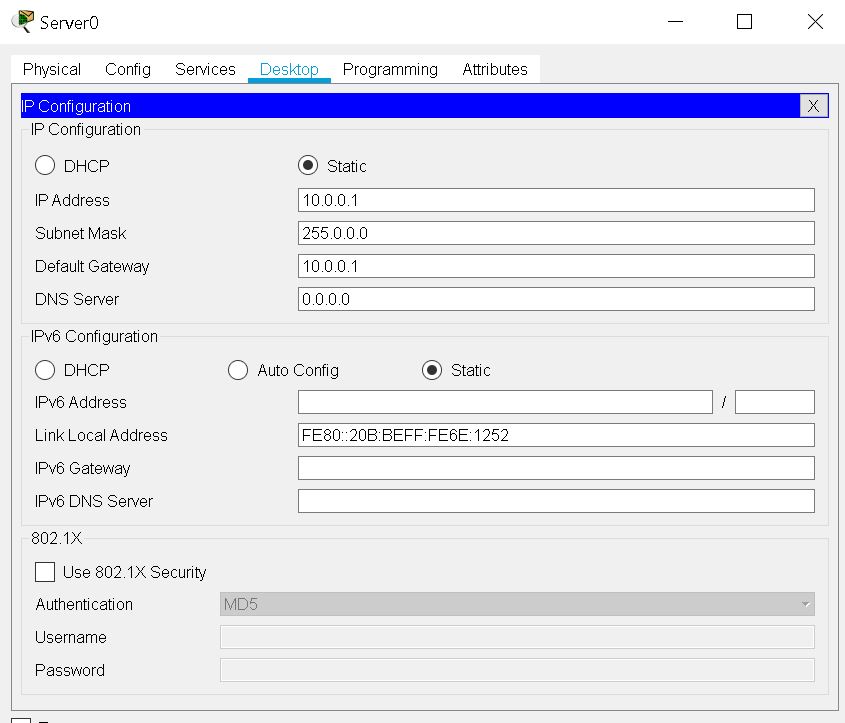 Server0
Physical Config Services Desktop Programming Attributes
IP Configuration X
IP Configuration
DHCP Static
IP Address 10.0.0.1
Subnet Mask 255.0.0.0
Default Gateway 10.0.0.1
DNS Server 0.0.0.0
IPv6 Configuration
DHCP Auto Config Static
IPv6 Address /
Link Local Address FE80::20B:BEFF:FE6E:1252
IPv6 Gateway
IPv6 DNS Server
802.1X
Use 802.1X Security
Authentication MD5
Username
Password